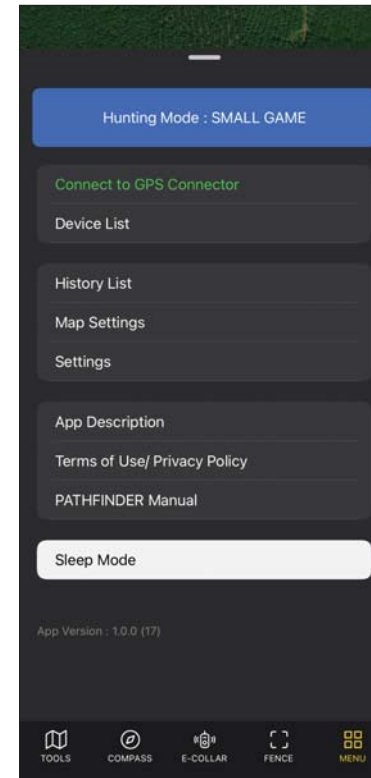 Hunting Mode : SMALL GAME
Connect to GPS Connector
Device List
History List
Map Settings
Settings
App Description
Terms of Use/ Privacy Policy
PATHFINDER Manual
Sleep Mode
App Version : 1.0.0 (17)
TOOLS COMPASS E-COLLAR FENCE MENU